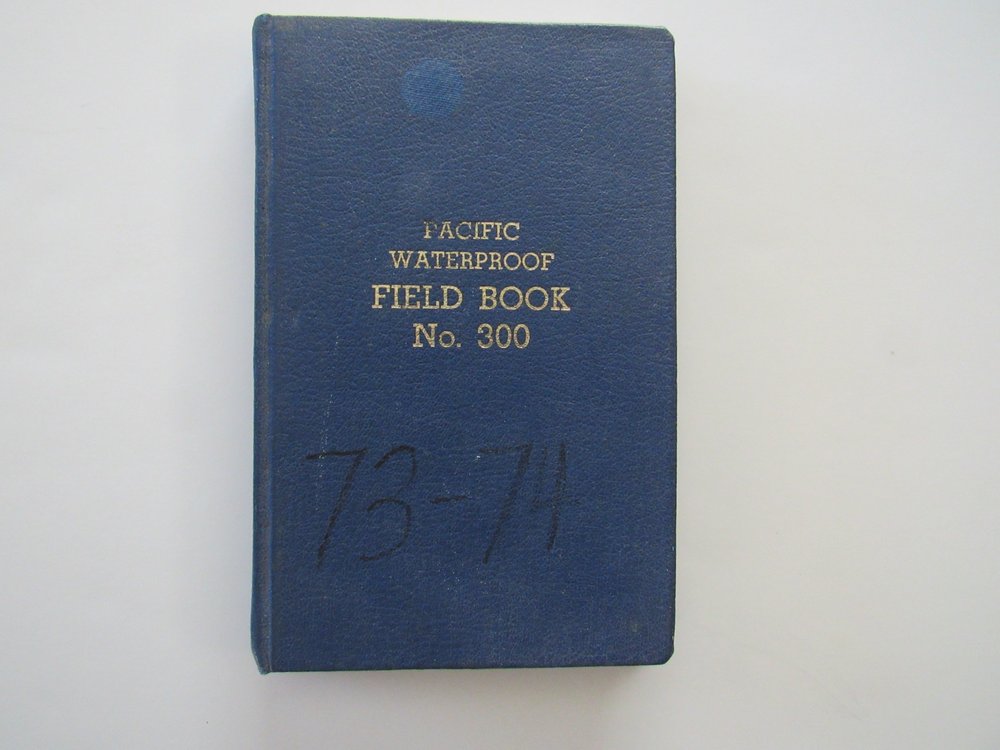 PACIFIC
WATERPROOF
FIELD BOOK
No. 300
73-74